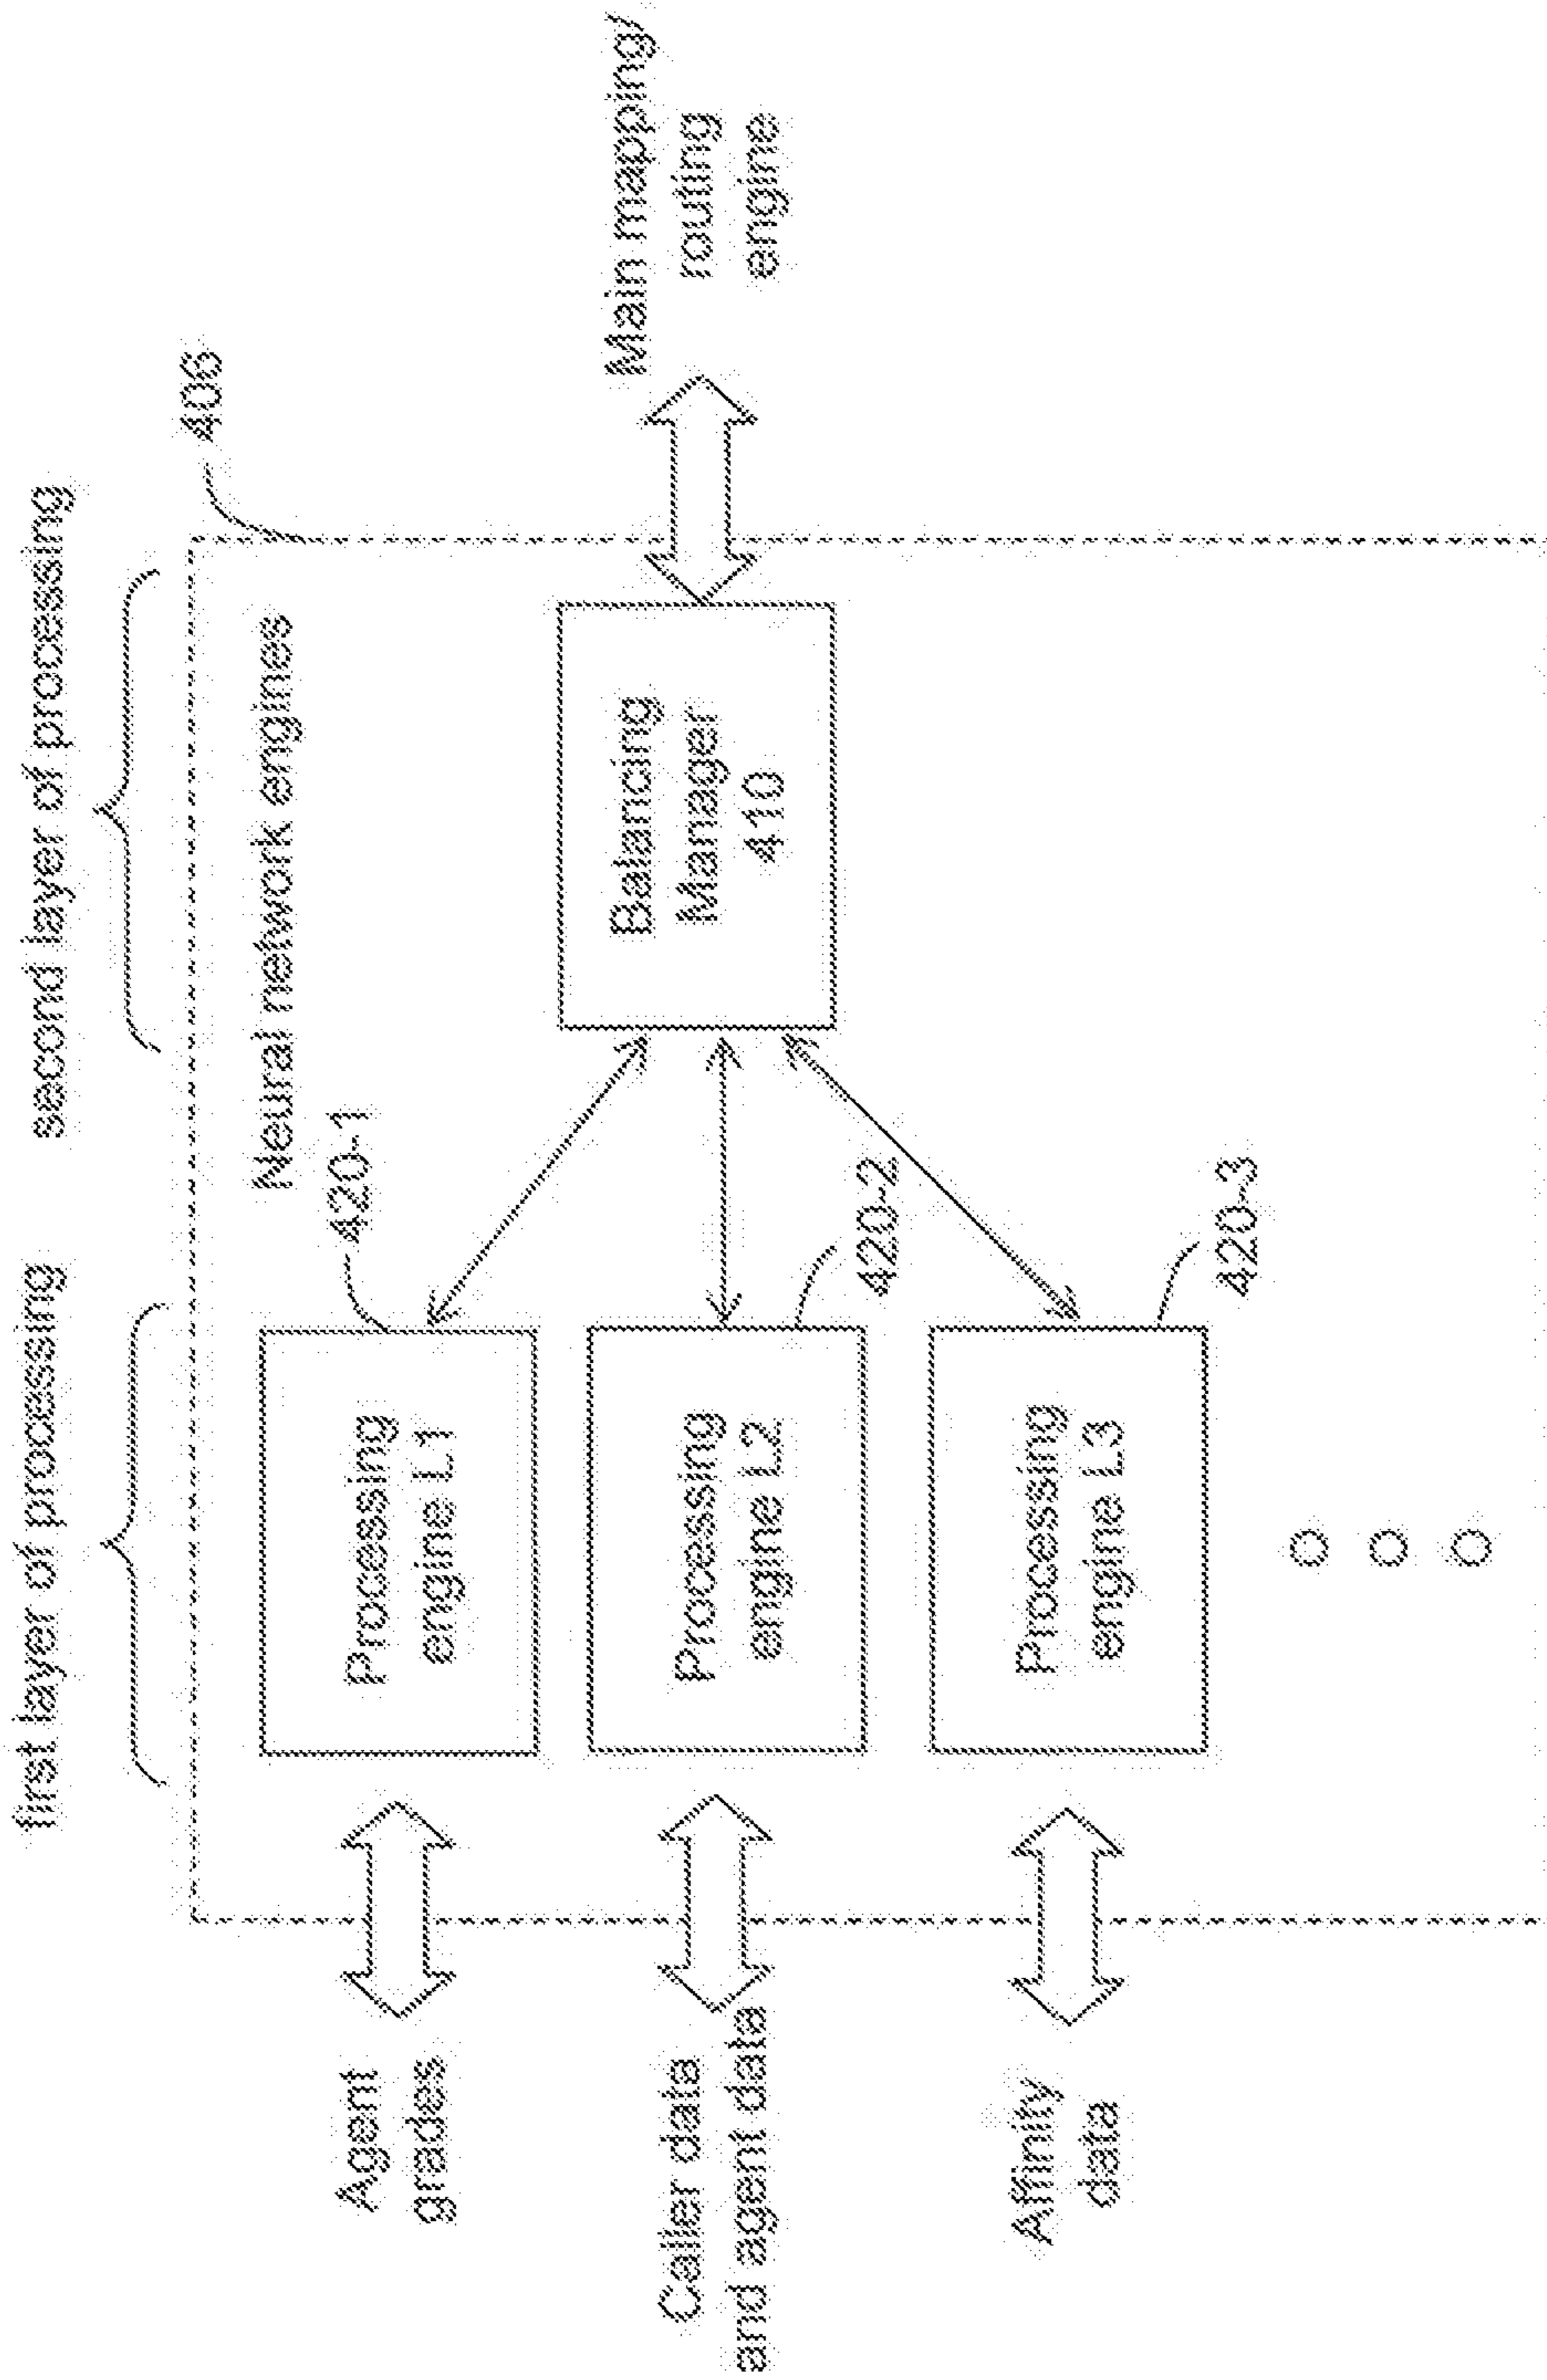 first layer of processing
second layer of processing
406
Neural network engines
420-1
Agent
grades
Processing
engine L1
Caller data
and agent data
Processing
engine L2
420-2
Balancing
Manager
410
Main mapping/
routing
engine
Affinity
data
Processing
engine L3
420-3